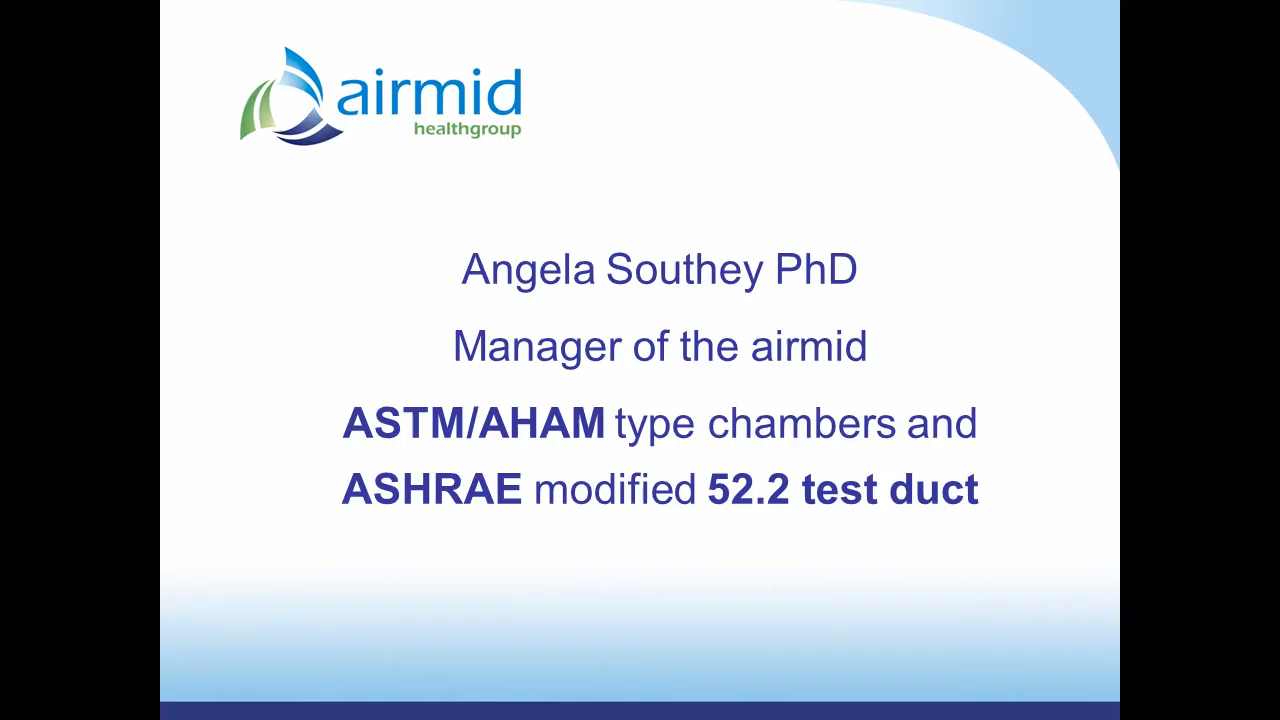 airmid
healthgroup
Angela Southey PhD
Manager of the airmid
ASTM/AHAM type chambers and
ASHRAE modified 52.2 test duct